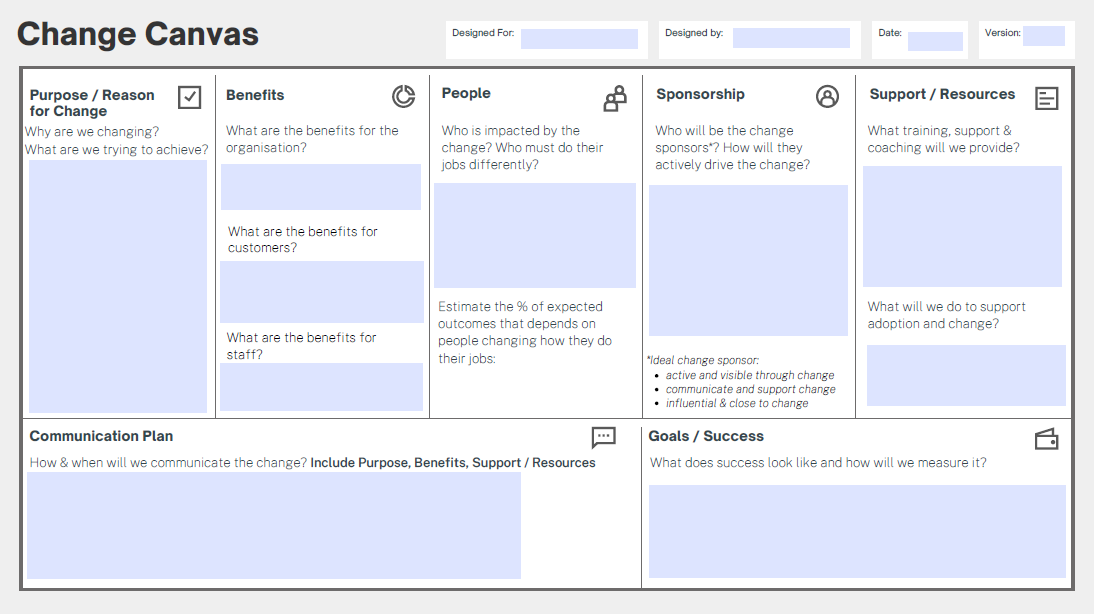 Change Canvas
Designed For:
Designed by:
Date:
Version:
Purpose / Reason
for Change
Why are we changing?
What are we trying to achieve?
Benefits
What are the benefits for the
organisation?
What are the benefits for
customers?
What are the benefits for
staff?
People
Who is impacted by the
change? Who must do their
jobs differently?
Estimate the % of expected
outcomes that depends on
people changing how they do
their jobs:
Sponsorship
Who will be the change
sponsors*? How will they
actively drive the change?
*Ideal change sponsor:
• active and visible through change
• communicate and support change
• influential & close to change
Support / Resources
What training, support &
coaching will we provide?
What will we do to support
adoption and change?
Communication Plan
How & when will we communicate the change? Include Purpose, Benefits, Support / Resources
Goals / Success
What does success look like and how will we measure it?